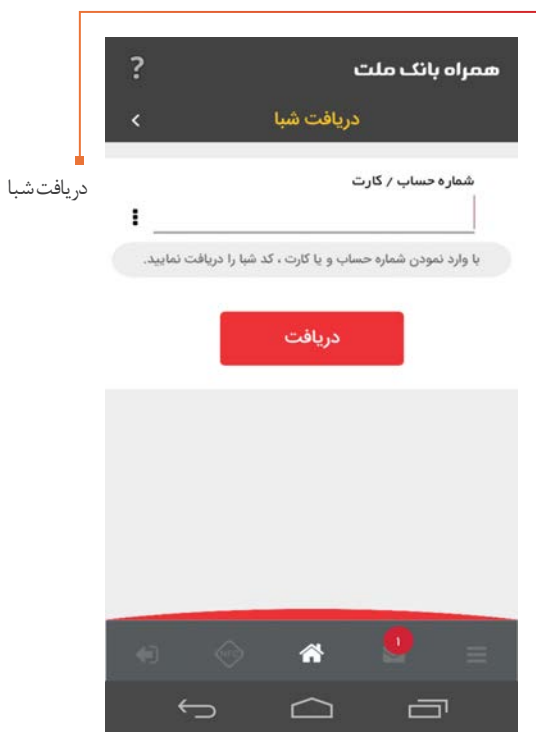 همراه بانک ملت
?
دریافت شبا
دریافت شبا
شماره حساب / کارت
با وارد نمودن شماره حساب و یا کارت ، کد شبا را دریافت نمایید.
دریافت
۱